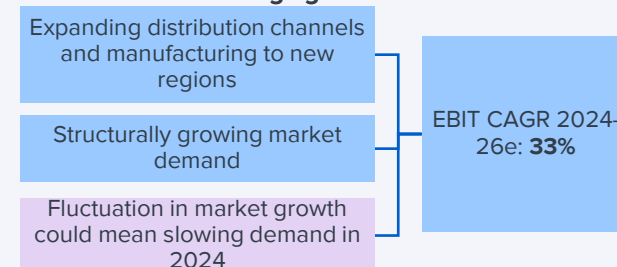 Expanding distribution channels
and manufacturing to new
regions
Structurally growing market
demand
Fluctuation in market growth
could mean slowing demand in
2024
EBIT CAGR 2024-
26e: 33%